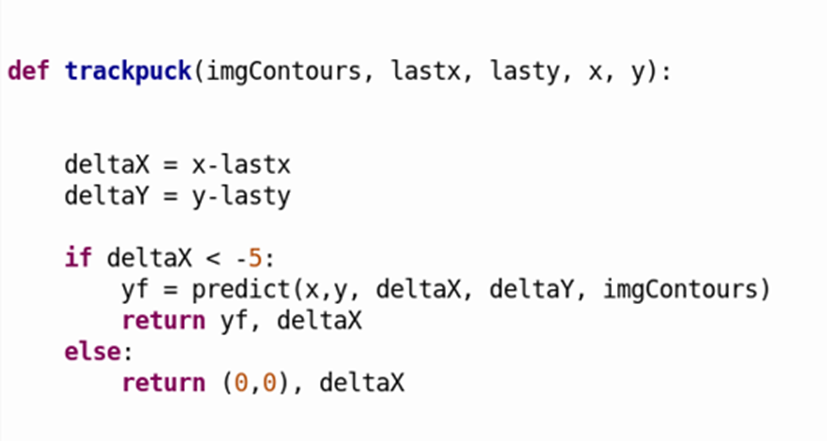 def trackpuck(imgContours, lastx, lasty, x, y):
    deltaX = x-lastx
    deltaY = y-lasty
    if deltaX < -5:
        yf = predict(x,y, deltaX, deltaY, imgContours)
        return yf, deltaX
    else:
        return (0,0), deltaX